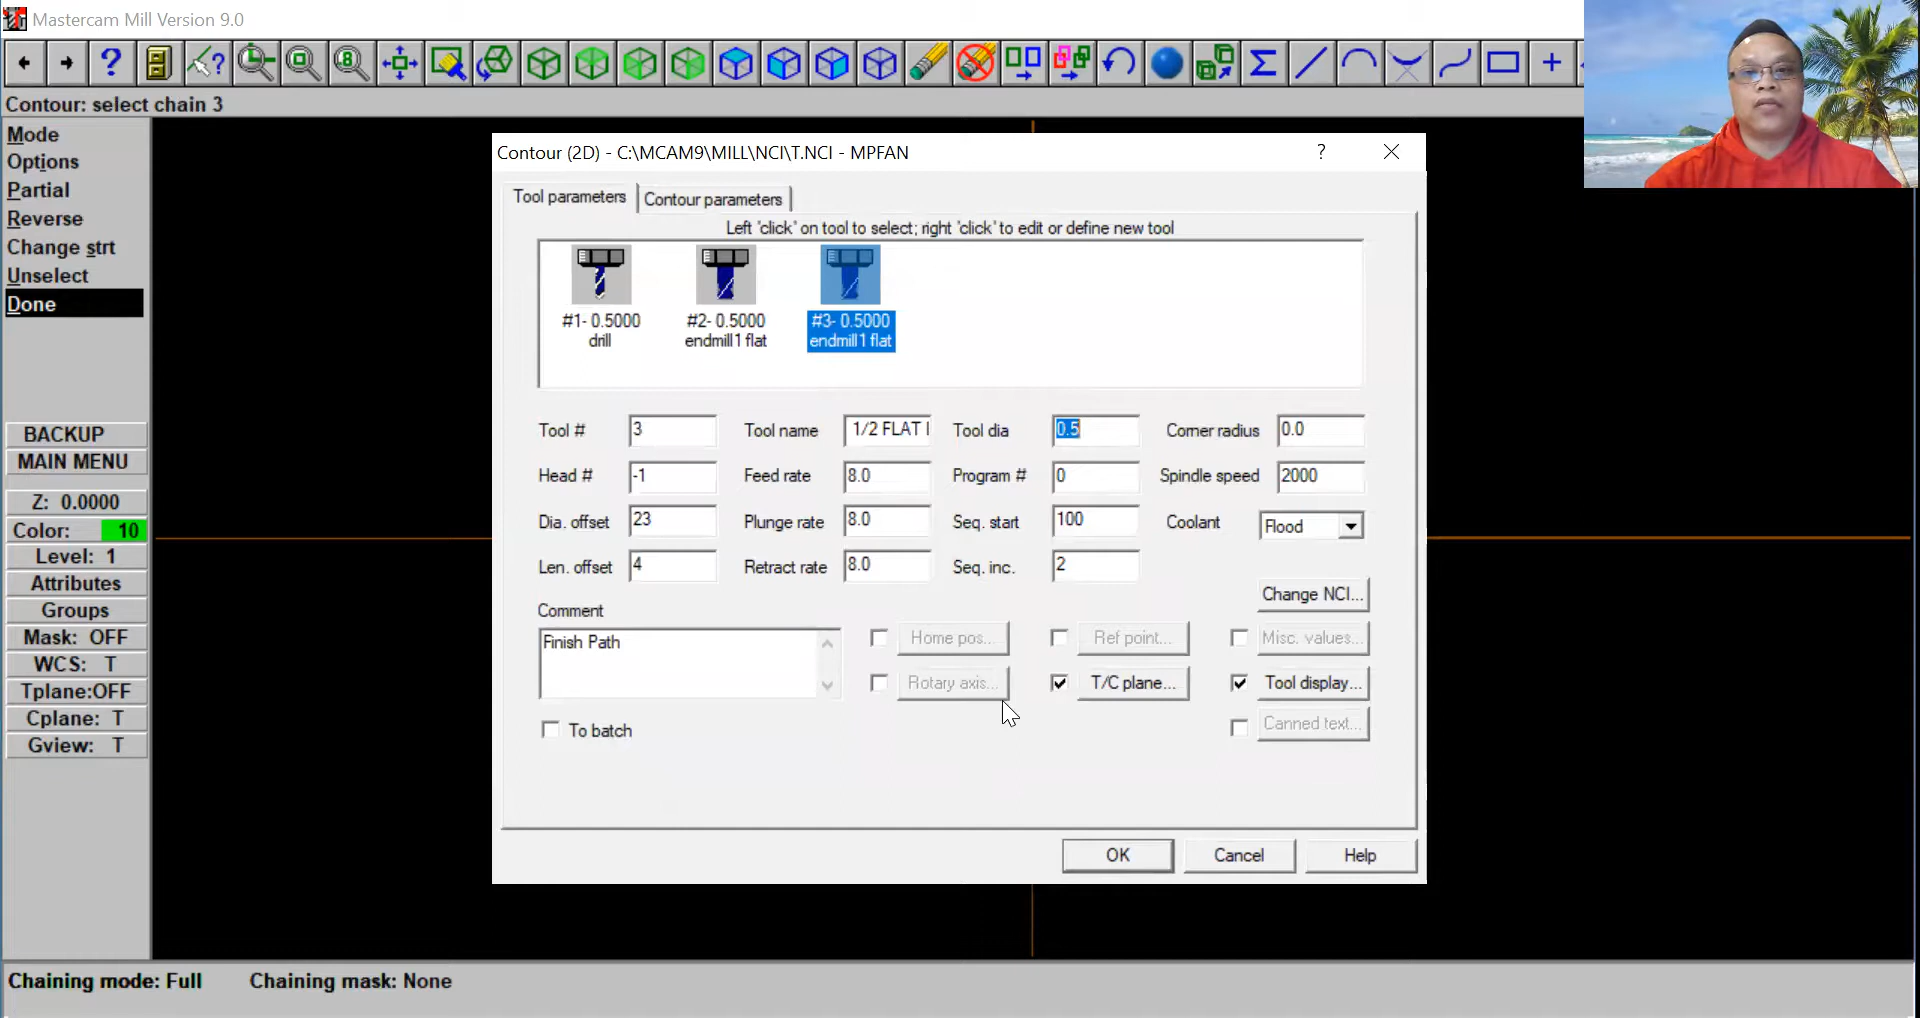 Mastercam Mill Version 9.0
Contour: select chain 3
Mode
Options
Partial
Reverse
Change strt
Unselect
Done
BACKUP
MAIN MENU
Z: 0.0000
Color: 10
Level: 1
Attributes
Groups
Mask: OFF
WCS: T
Tplane:OFF
Cplane: T
Gview: T
Contour (2D) - C:\MCAM9\MILL\NCI\T.NCI - MPFAN
Tool parameters
Contour parameters
Left 'click' on tool to select; right 'click' to edit or define new tool
#1- 0.5000
drill
#2- 0.5000
endmill1 flat
#3- 0.5000
endmill1 flat
Tool # 3 Tool name 1/2 FLAT Tool dia 0.5 Corner radius 0.0
Head # -1 Feed rate 8.0 Program # 0 Spindle speed 2000
Dia. offset 23 Plunge rate 8.0 Seq. start 100 Coolant Flood
Len. offset 4 Retract rate 8.0 Seq. inc. 2
Change NCI...
Comment
Finish Path
Home pos... Ref point... Misc. values...
Rotary axis... T/C plane... Tool display...
To batch
Canned text...
OK Cancel Help
Chaining mode: Full Chaining mask: None